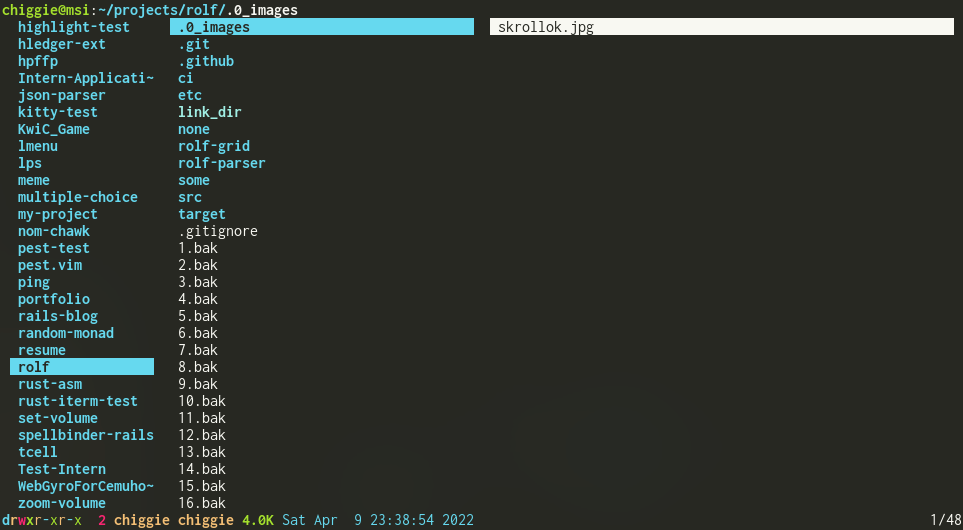 chiggie@msi:~/projects/rolf/.0_images
highlight-test .0_images skrollok.jpg
hledger-ext .git
hpffp .github
Intern-Applicati~ ci
json-parser etc
kitty-test link_dir
KwiC_Game none
lmenu rolf-grid
lps rolf-parser
meme some
multiple-choice src
my-project target
nom-chawk .gitignore
pest-test 1.bak
pest.vim 2.bak
ping 3.bak
portfolio 4.bak
rails-blog 5.bak
random-monad 6.bak
resume 7.bak
rolf 8.bak
rust-asm 9.bak
rust-iterm-test 10.bak
set-volume 11.bak
spellbinder-rails 12.bak
tcell 13.bak
Test-Intern 14.bak
WebGyroForCemuho~ 15.bak
zoom-volume 16.bak
drwxr-xr-x 2 chiggie chiggie 4.0K Sat Apr 9 23:38:54 2022 1/48